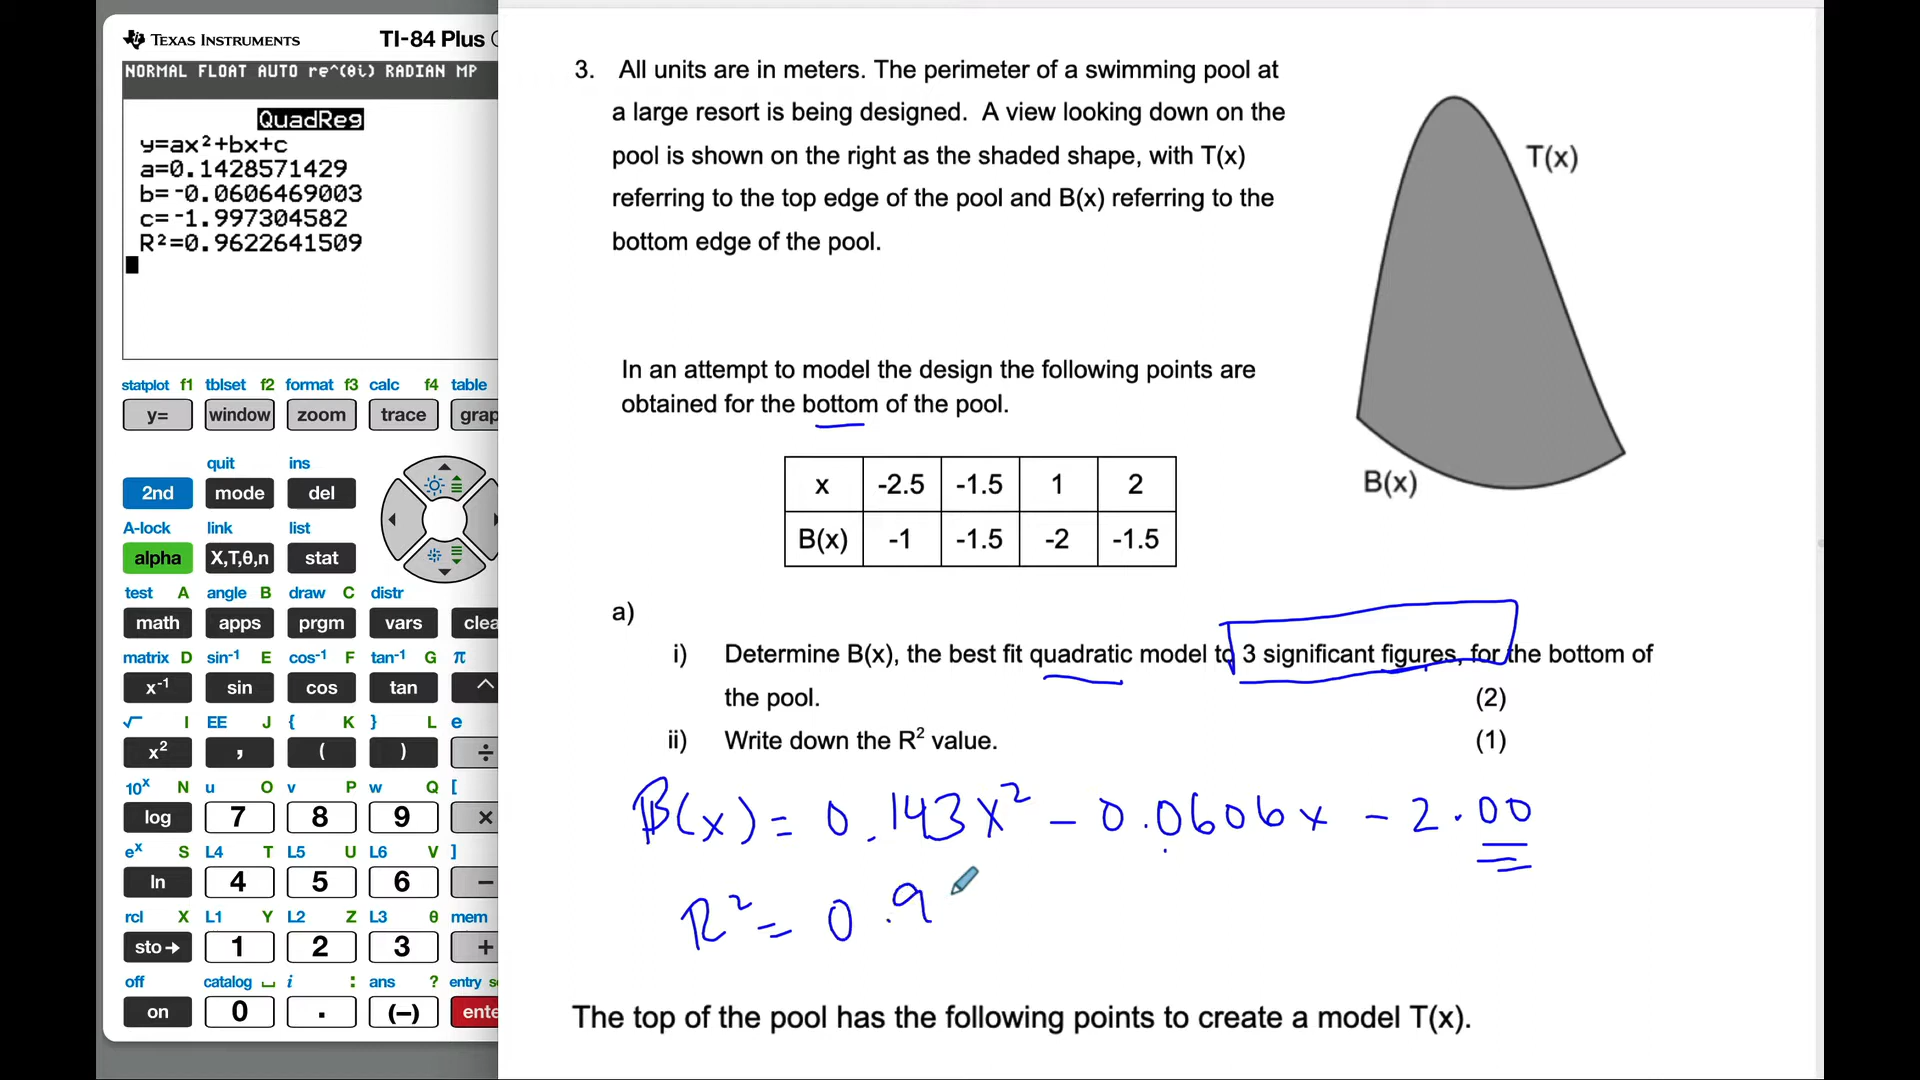 TEXAS INSTRUMENTS TI-84 Plus C
NORMAL FLOAT AUTO re^(θi) RADIAN MP
QuadReg
y=ax²+bx+c
a=0.1428571429
b=-0.0606469003
c=-1.997304582
R²=0.9622641509
statplot f1 tblset f2 format f3 calc f4 table
y= window zoom trace grap
quit ins
2nd mode del
A-lock link list
alpha X,T,θ,n stat
test A angle B draw C distr
math apps prgm vars clea
matrix D sin⁻¹ E cos⁻¹ F tan⁻¹ G π
x⁻¹ sin cos tan ^
√ I EE J { K } L e
x² , ( ) ÷
10ˣ N u O v P w Q [
log 7 8 9 ×
eˣ S L4 T L5 U L6 V ]
ln 4 5 6 −
rcl X L1 Y L2 Z L3 θ mem
sto→ 1 2 3 +
off catalog ⎵ i : ans ? entry s
on 0 . (−) ente
3. All units are in meters. The perimeter of a swimming pool at
a large resort is being designed. A view looking down on the
pool is shown on the right as the shaded shape, with T(x)
referring to the top edge of the pool and B(x) referring to the
bottom edge of the pool.
T(x)
B(x)
In an attempt to model the design the following points are
obtained for the bottom of the pool.
x -2.5 -1.5 1 2
B(x) -1 -1.5 -2 -1.5
a)
i) Determine B(x), the best fit quadratic model to 3 significant figures, for the bottom of
the pool. (2)
ii) Write down the R² value. (1)
B(x) = 0.143x² - 0.0606x - 2.00
R² = 0.9
The top of the pool has the following points to create a model T(x).